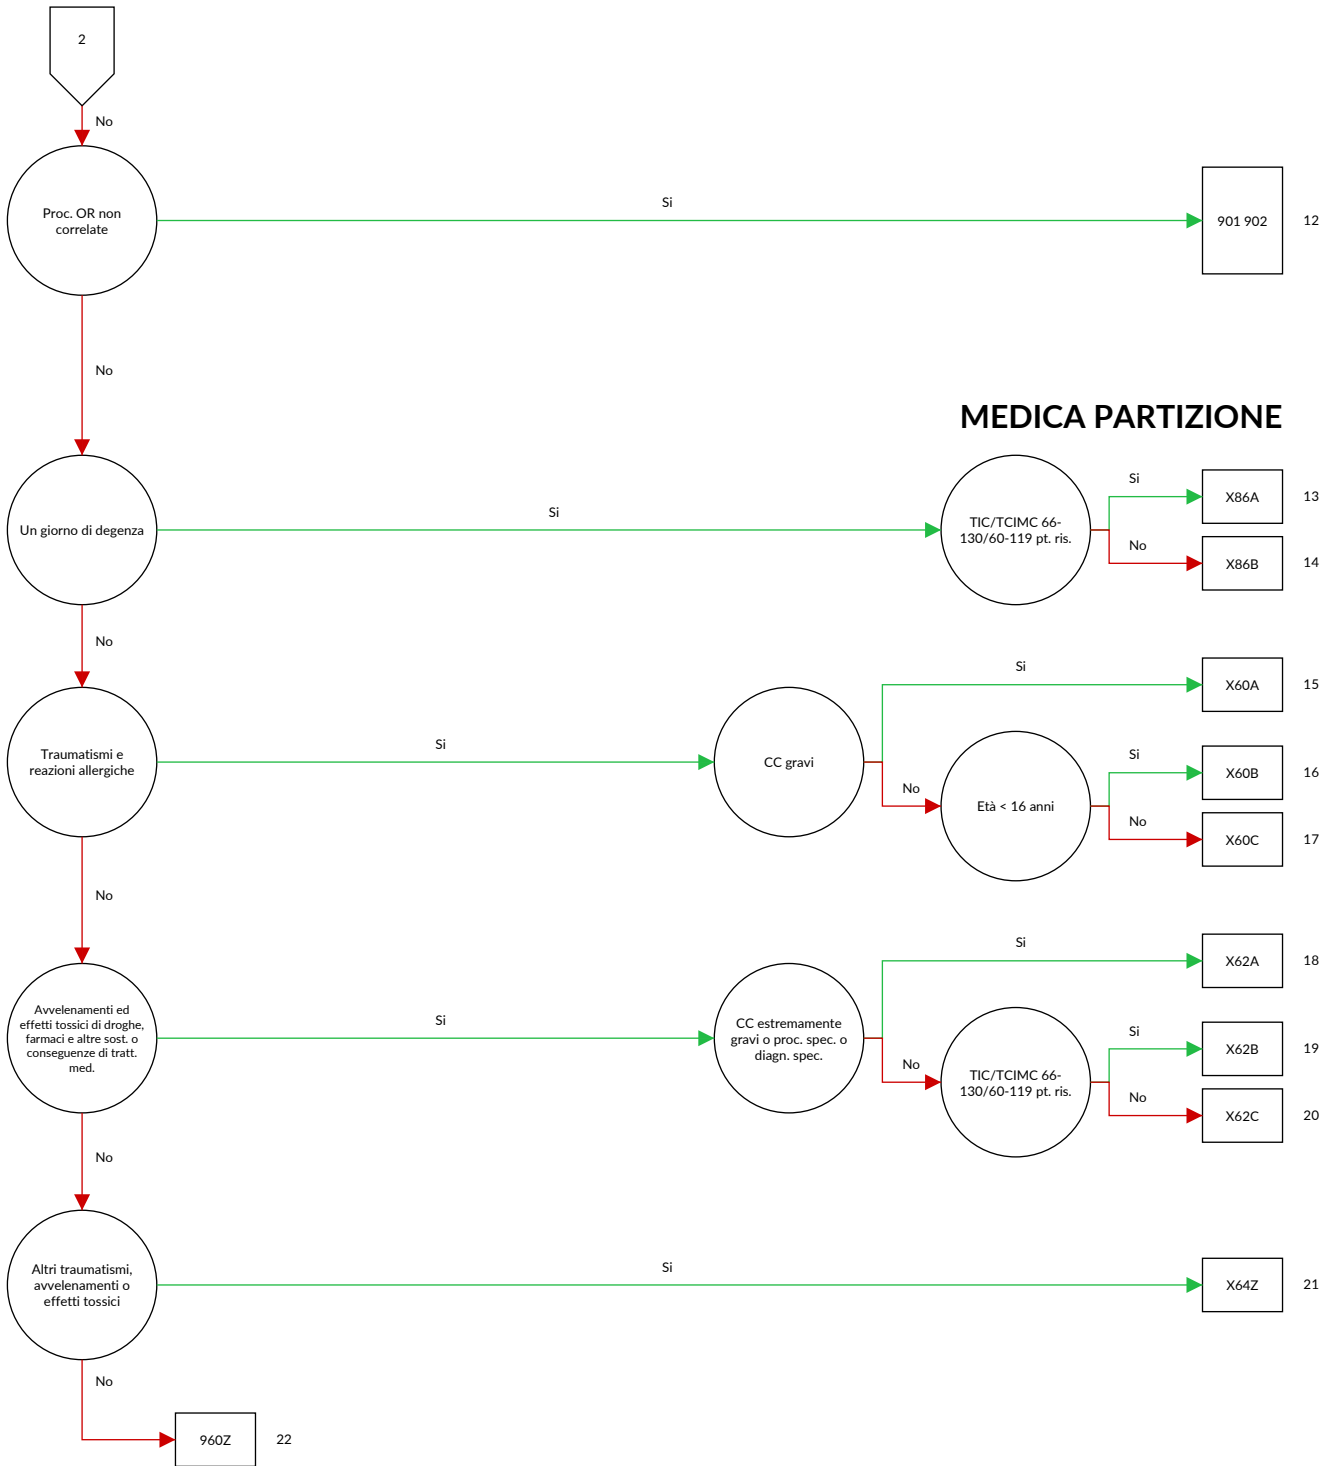 2
No
Proc. OR non
correlate
Si
901 902
12
No
MEDICA PARTIZIONE
Un giorno di degenza
Si
TIC/TCIMC 66-
130/60-119 pt. ris.
Si
X86A
13
No
X86B
14
No
Traumatismi e
reazioni allergiche
Si
CC gravi
Si
X60A
15
No
Età < 16 anni
Si
X60B
16
No
X60C
17
No
Avvelenamenti ed
effetti tossici di droghe,
farmaci e altre sost. o
conseguenze di tratt.
med.
Si
CC estremamente
gravi o proc. spec. o
diagn. spec.
Si
X62A
18
No
TIC/TCIMC 66-
130/60-119 pt. ris.
Si
X62B
19
No
X62C
20
No
Altri traumatismi,
avvelenamenti o
effetti tossici
Si
X64Z
21
No
960Z
22